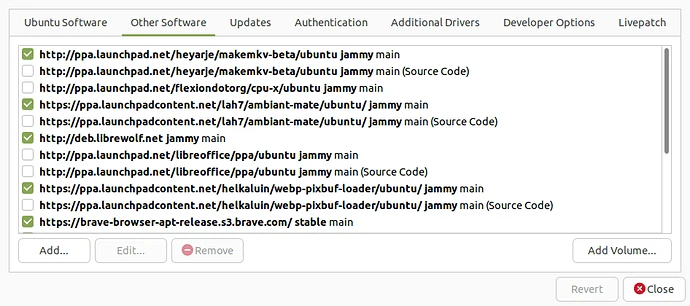 Ubuntu Software Other Software Updates Authentication Additional Drivers Developer Options Livepatch
http://ppa.launchpad.net/heyarje/makemkv-beta/ubuntu jammy main
http://ppa.launchpad.net/heyarje/makemkv-beta/ubuntu jammy main (Source Code)
http://ppa.launchpad.net/flexiondotorg/cpu-x/ubuntu jammy main
https://ppa.launchpadcontent.net/lah7/ambiant-mate/ubuntu/ jammy main
https://ppa.launchpadcontent.net/lah7/ambiant-mate/ubuntu/ jammy main (Source Code)
http://deb.librewolf.net jammy main
http://ppa.launchpad.net/libreoffice/ppa/ubuntu jammy main
http://ppa.launchpad.net/libreoffice/ppa/ubuntu jammy main (Source Code)
https://ppa.launchpadcontent.net/helkaluin/webp-pixbuf-loader/ubuntu/ jammy main
https://ppa.launchpadcontent.net/helkaluin/webp-pixbuf-loader/ubuntu/ jammy main (Source Code)
https://brave-browser-apt-release.s3.brave.com/ stable main
Add... Edit... Remove Add Volume...
Revert Close